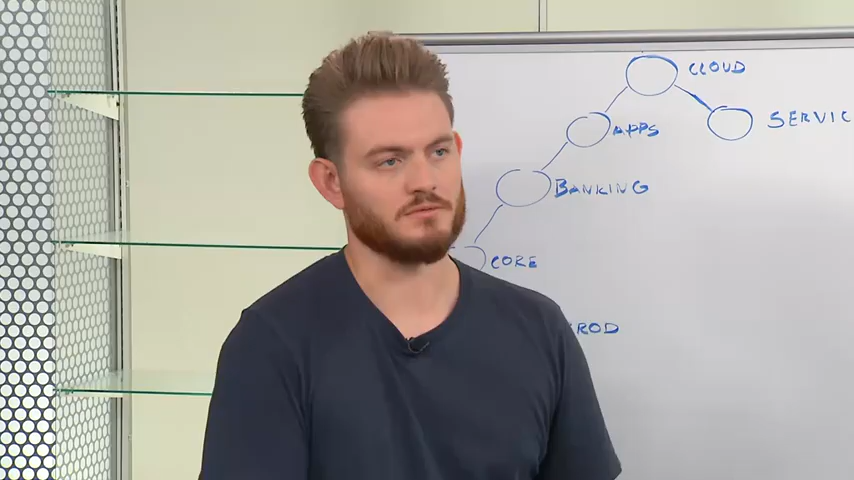 CLOUD
SERVIC
APPS
BANKING
CORE
ROD